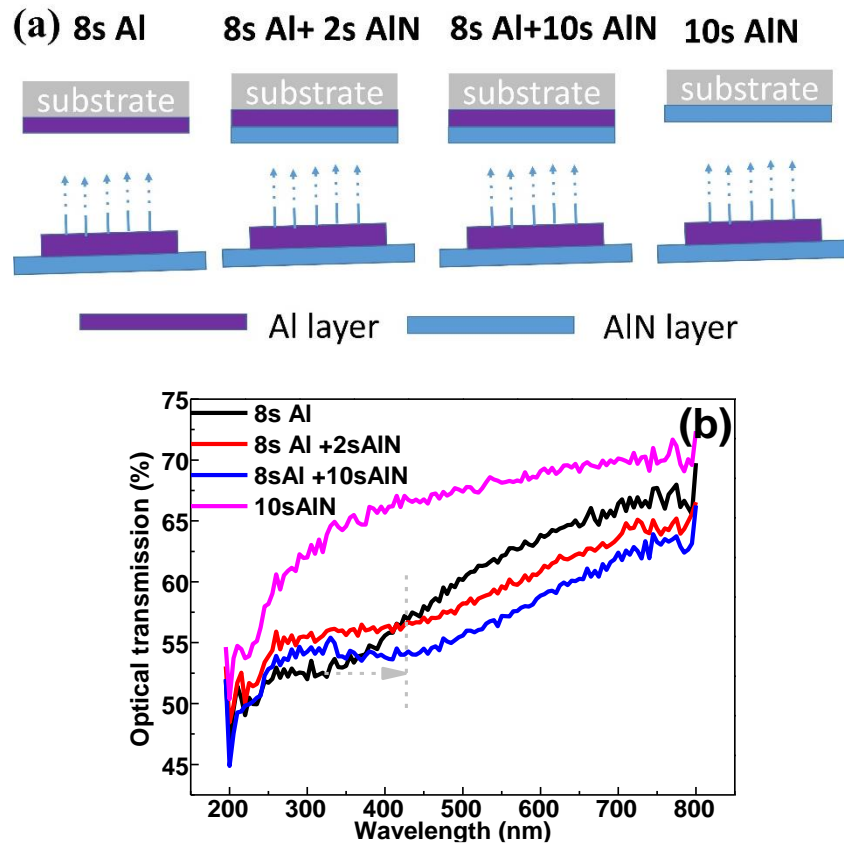 (a) 8s Al 8s Al+ 2s AlN 8s Al+10s AlN 10s AlN
substrate substrate substrate substrate
Al layer AlN layer
(b)
75
70
65
60
55
50
45
Optical transmission (%)
8s Al
8s Al +2sAlN
8sAl +10sAlN
10sAlN
200 300 400 500 600 700 800
Wavelength (nm)